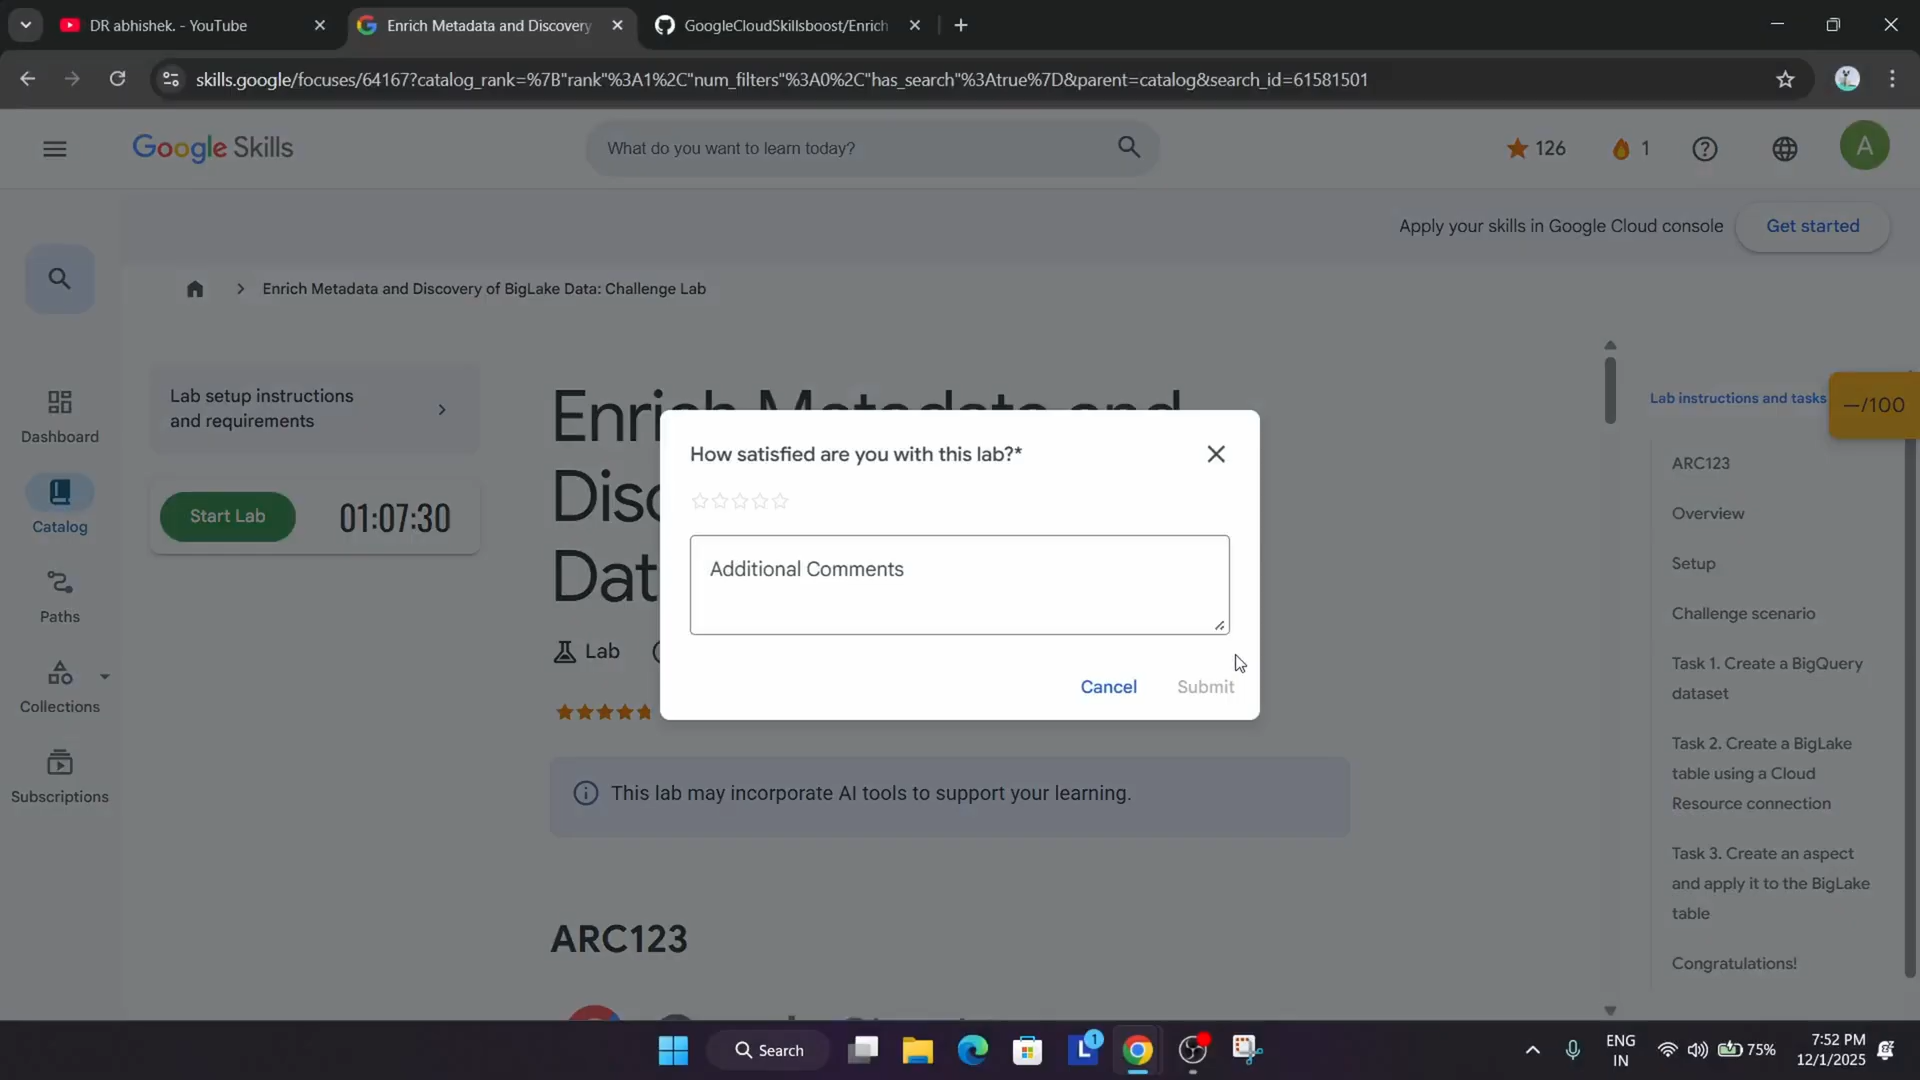 DR abhishek. - YouTube
Enrich Metadata and Discovery
GoogleCloudSkillsboost/Enrich
skills.google/focuses/64167?catalog_rank=%7B"rank"%3A1%2C"num_filters"%3A0%2C"has_search"%3Atrue%7D&parent=catalog&search_id=61581501
Google Skills
What do you want to learn today?
126
1
A
Apply your skills in Google Cloud console
Get started
Enrich Metadata and Discovery of BigLake Data: Challenge Lab
Dashboard
Catalog
Paths
Collections
Subscriptions
Lab setup instructions
and requirements
Start Lab
01:07:30
Enrich Metadata and
Disc
Dat
Lab
How satisfied are you with this lab?*
Additional Comments
Cancel
Submit
This lab may incorporate AI tools to support your learning.
ARC123
Lab instructions and tasks
—/100
ARC123
Overview
Setup
Challenge scenario
Task 1. Create a BigQuery
dataset
Task 2. Create a BigLake
table using a Cloud
Resource connection
Task 3. Create an aspect
and apply it to the BigLake
table
Congratulations!
Search
L
1
ENG
IN
75%
7:52 PM
12/1/2025